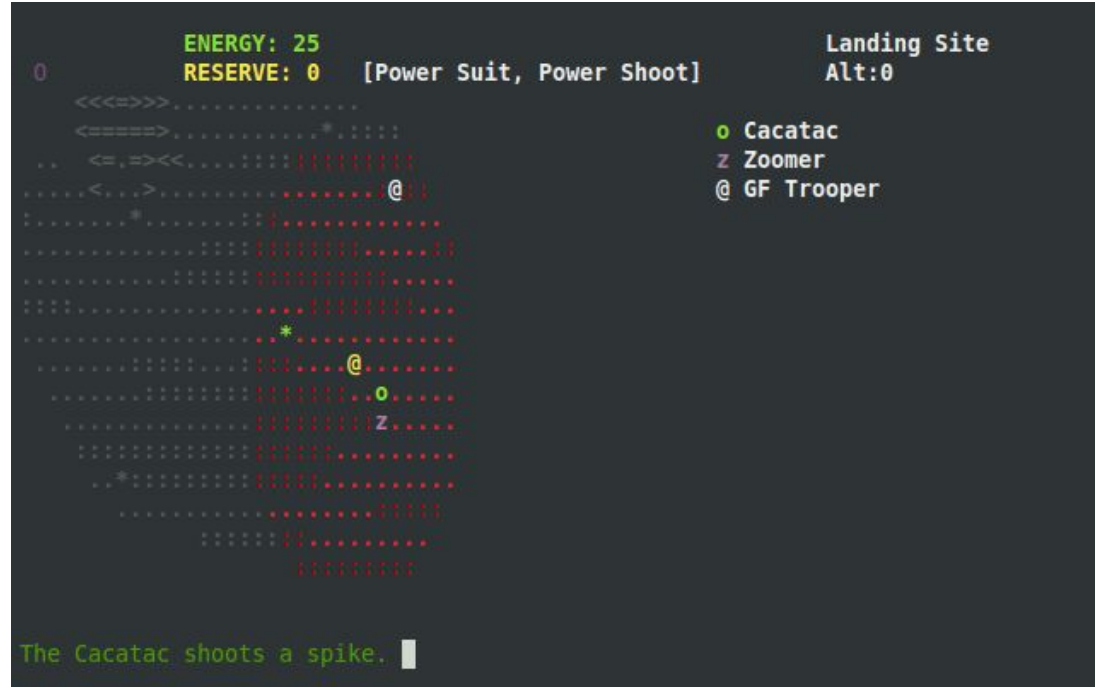 ENERGY: 25 Landing Site
O RESERVE: 0 [Power Suit, Power Shoot] Alt:0
o Cacatac
z Zoomer
@ GF Trooper
The Cacatac shoots a spike.